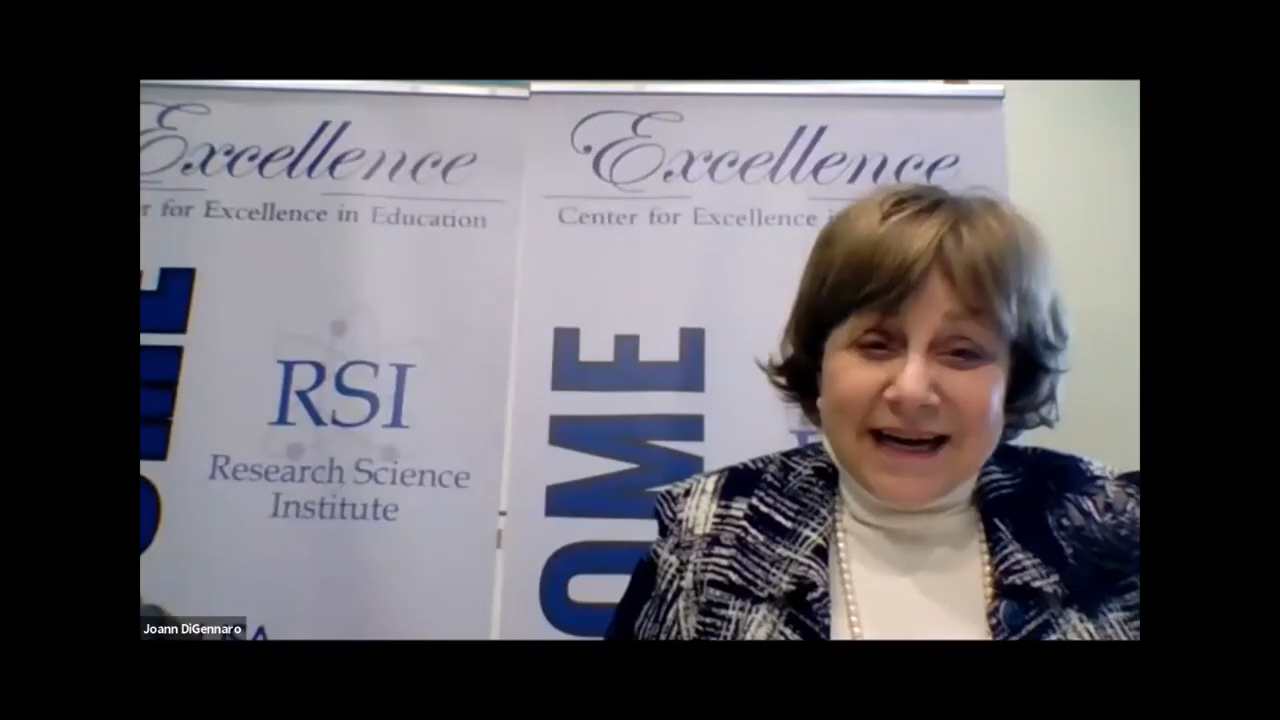 Excellence
r for Excellence in Education
RSI
Research Science
Institute
Excellence
Center for Excellence
OME
Joann DiGennaro